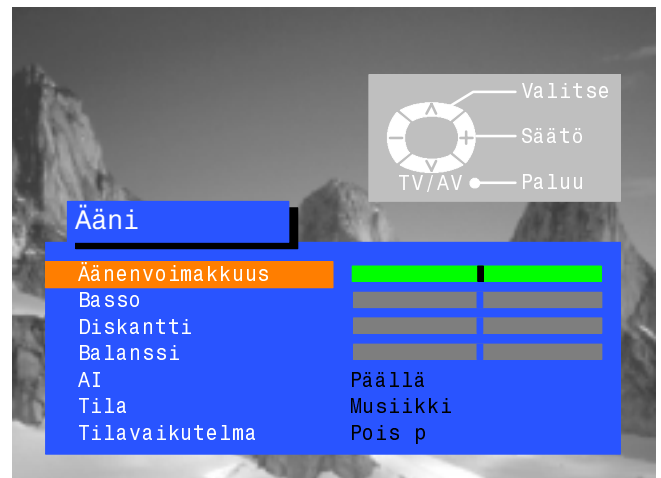 Valitse
Säätö
TV/AV Paluu
Ääni
Äänenvoimakkuus
Basso
Diskantti
Balanssi
AI Päällä
Tila Musiikki
Tilavaikutelma Pois p